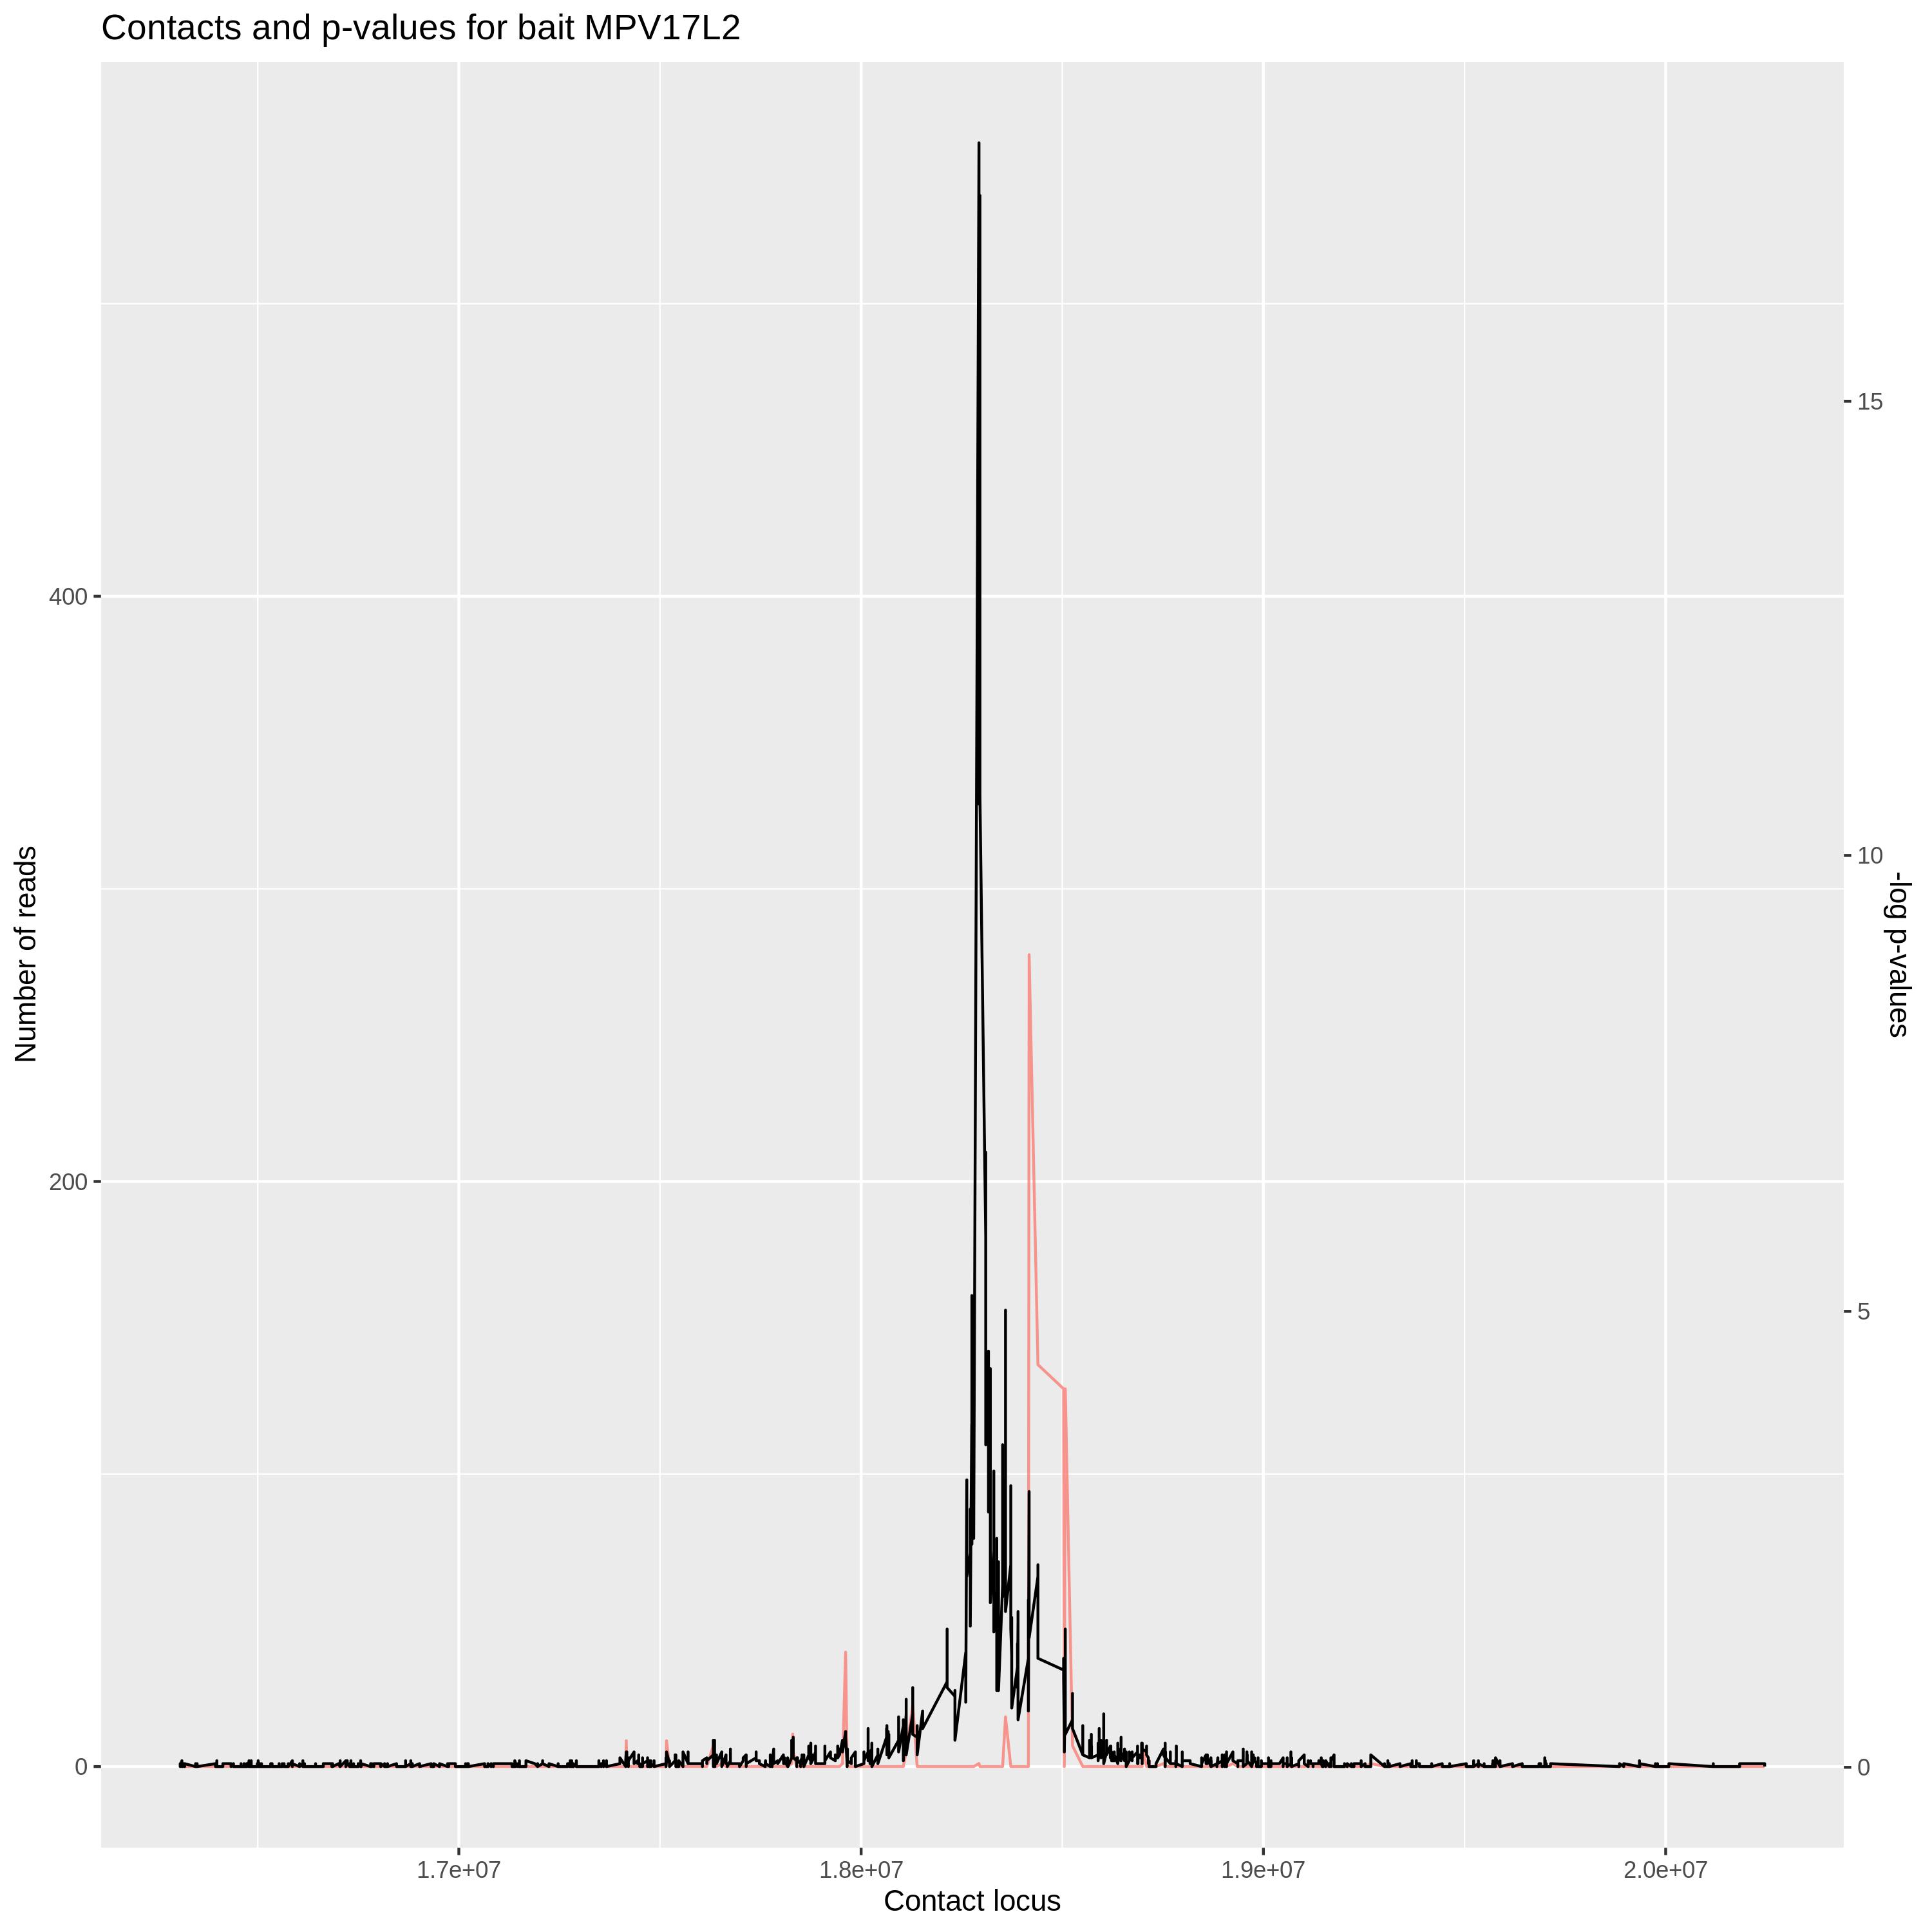 Contacts and p-values for bait MPV17L2
Number of reads
400
200
0
15
10
5
0
-log p-values
1.7e+07 1.8e+07 1.9e+07 2.0e+07
Contact locus